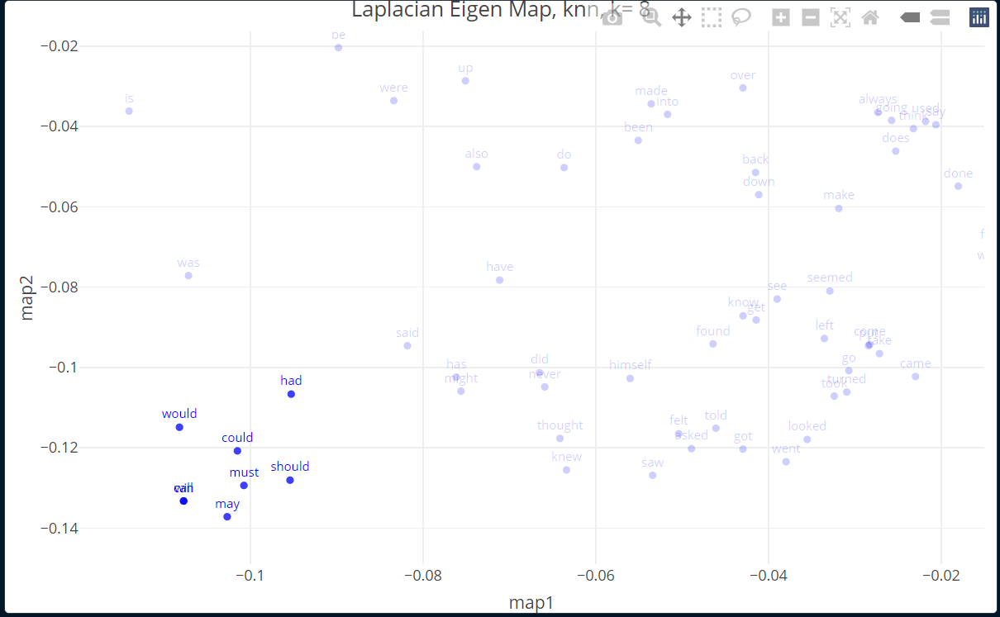 Laplacian Eigen Map, knn, k= 8
be
−0.02
up
over
were
made
is
into
always
going used
think
say
−0.04
been
does
also
do
back
done
down
−0.06
make
was
have
seemed
−0.08
see
know
get
map2
left
said
found
come
take
−0.1
has
did
himself
go
came
might
never
turned
had
took
would
thought
felt
told
looked
could
asked
got
−0.12
knew
went
must
should
saw
may
−0.14
−0.1
−0.08
−0.06
−0.04
−0.02
map1